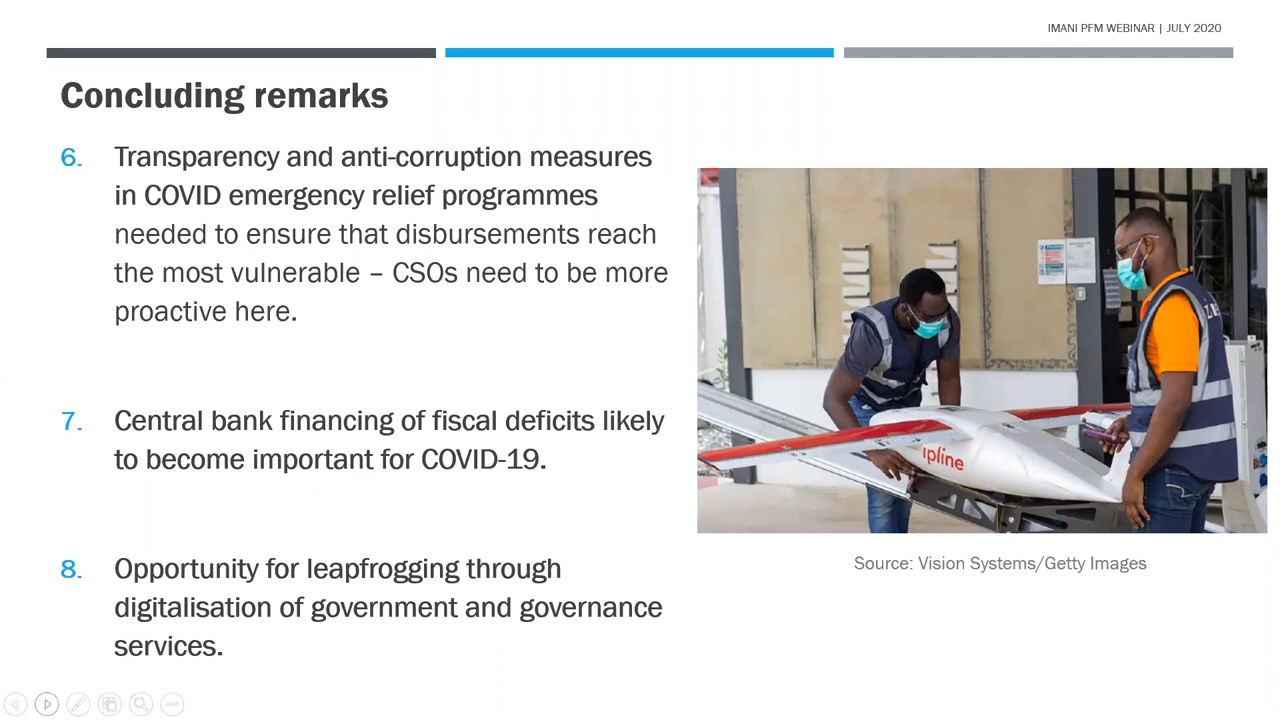 IMANI PFM WEBINAR | JULY 2020
Concluding remarks
6. Transparency and anti-corruption measures
in COVID emergency relief programmes
needed to ensure that disbursements reach
the most vulnerable – CSOs need to be more
proactive here.
7. Central bank financing of fiscal deficits likely
to become important for COVID-19.
8. Opportunity for leapfrogging through
digitalisation of government and governance
services.
ipline
Source: Vision Systems/Getty Images